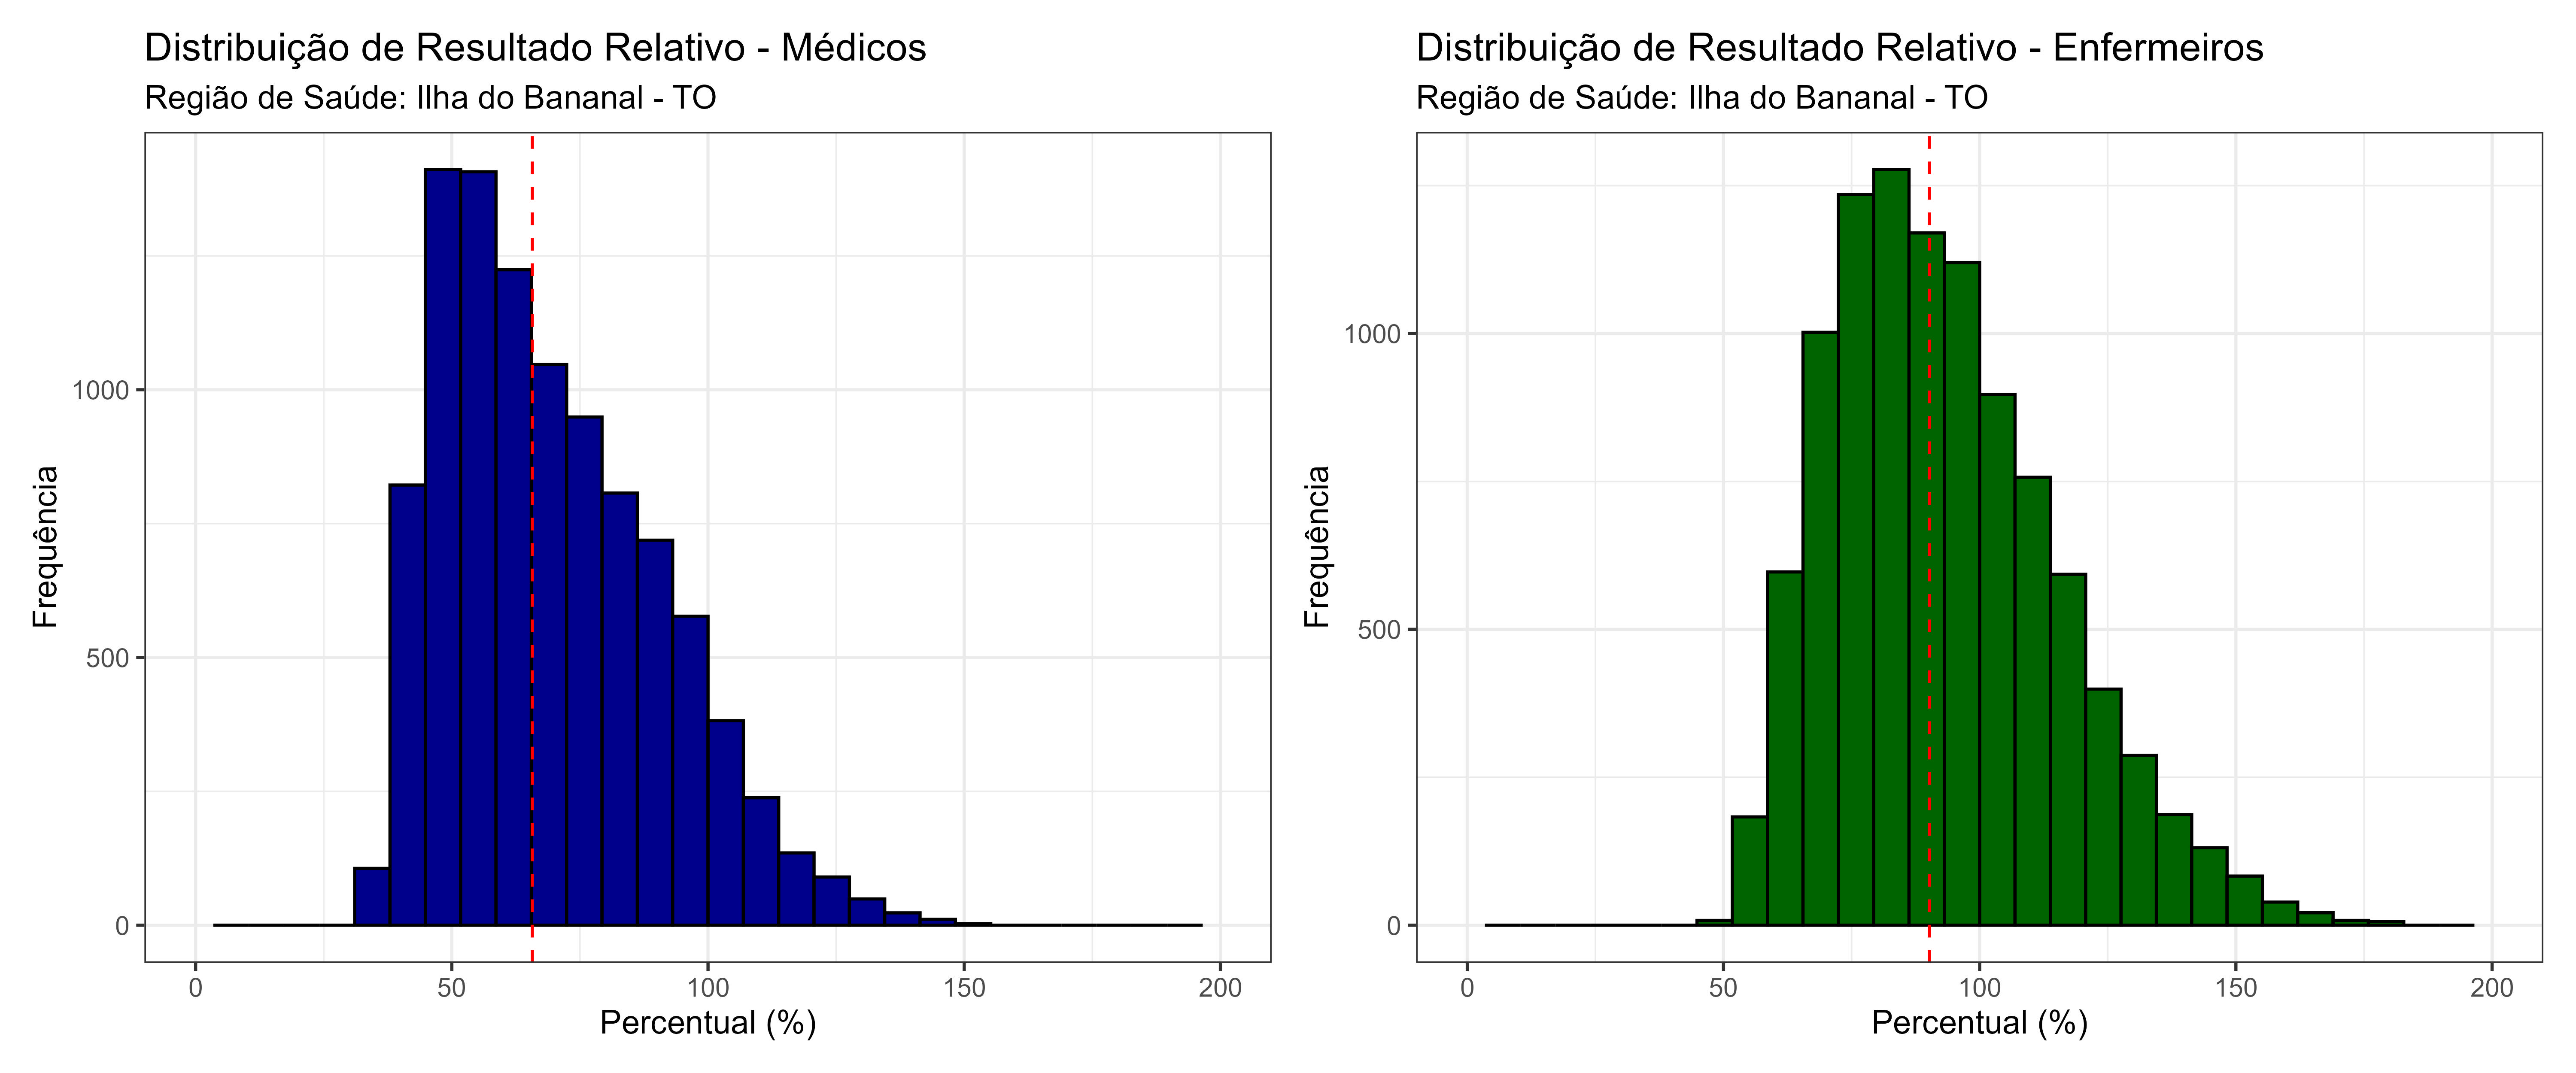 Distribuição de Resultado Relativo - Médicos
Região de Saúde: Ilha do Bananal - TO
Frequência
1000
500
0
0 50 100 150 200
Percentual (%)
Distribuição de Resultado Relativo - Enfermeiros
Região de Saúde: Ilha do Bananal - TO
Frequência
1000
500
0
0 50 100 150 200
Percentual (%)